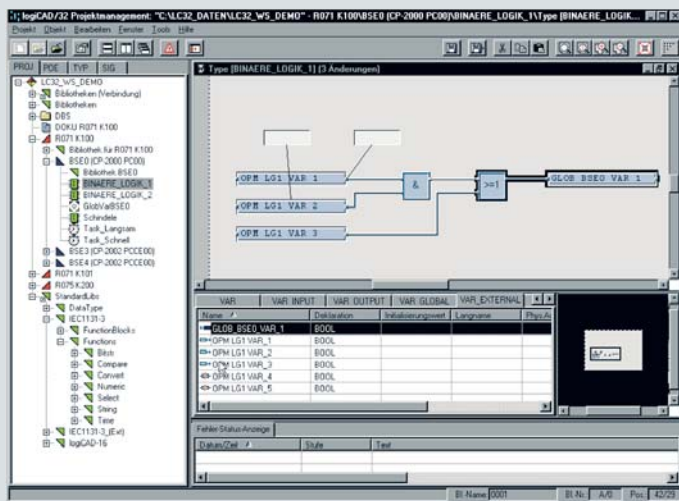 logiCAD/32 Projektmanagement: "C:\LC32_DATEN\LC32_WS_DEMO" - R071 K100\BSE0 (CP-2000 PC00)\BINAERE_LOGIK_1\Type (BINAERE_LOGIK_...
Projekt Objekt Bearbeiten Fenster Tools Hilfe
PROJ POE TYP SIG
LC32_WS_DEMO
Bibliotheken (Verbindung)
Bibliotheken
DBS
DOKU R071 K100
R071 K100
Bibliothek für R071 K100
BSE0 (CP-2000 PC00)
Bibliothek BSE0
BINAERE_LOGIK_1
BINAERE_LOGIK_2
GlobVarBSE0
Schindele
Task_Langsam
Task_Schnell
BSE3 (CP-2002 PCCE00)
BSE4 (CP-2002 PCCE00)
R071 K101
R075 K200
StandardLibs
DataType
IEC1131-3
FunctionBlocks
Functions
Bitstr
Compare
Convert
Numeric
Select
String
Time
IEC1131-3_(Ext)
logiCAD-16
Type (BINAERE_LOGIK_1) (3 Änderungen)
OPM LG1 VAR 1
OPM LG1 VAR 2
OPM LG1 VAR 3
&
>=1
GLOB BSE0 VAR 1
VAR VAR INPUT VAR OUTPUT VAR GLOBAL VAR_EXTERNAL
Name Deklaration Initialisierungswert Langname Phys.A
GLOB_BSE0_VAR_1 BOOL
OPM LG1 VAR_1 BOOL
OPM LG1 VAR_2 BOOL
OPM LG1 VAR_3 BOOL
OPM LG1 VAR_4 BOOL
OPM LG1 VAR_5 BOOL
Fehler-Status-Anzeige
Datum/Zeit Stufe Text
Bl.-Name: 0001 Bl.-Nr.: A/0 Pos.: 42/29